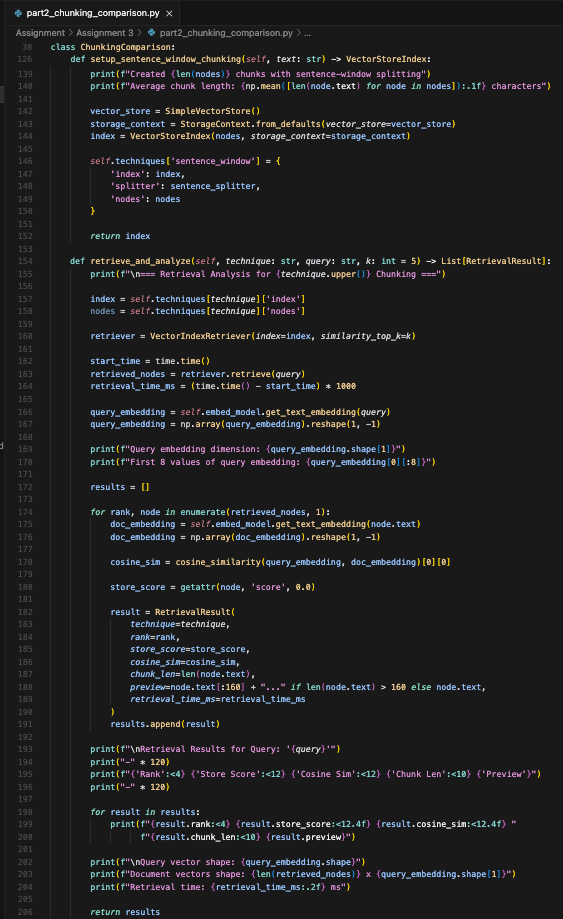 part2_chunking_comparison.py ×
Assignment > Assignment 3 > part2_chunking_comparison.py > ...
38 class ChunkingComparison:
126 def setup_sentence_window_chunking(self, text: str) -> VectorStoreIndex:
139 print(f"Created {len(nodes)} chunks with sentence-window splitting")
140 print(f"Average chunk length: {np.mean([len(node.text) for node in nodes]):.1f} characters")
141
142 vector_store = SimpleVectorStore()
143 storage_context = StorageContext.from_defaults(vector_store=vector_store)
144 index = VectorStoreIndex(nodes, storage_context=storage_context)
145
146 self.techniques['sentence_window'] = {
147 'index': index,
148 'splitter': sentence_splitter,
149 'nodes': nodes
150 }
151
152 return index
153
154 def retrieve_and_analyze(self, technique: str, query: str, k: int = 5) -> List[RetrievalResult]:
155 print(f"\n=== Retrieval Analysis for {technique.upper()} Chunking ===")
156
157 index = self.techniques[technique]['index']
158 nodes = self.techniques[technique]['nodes']
159
160 retriever = VectorIndexRetriever(index=index, similarity_top_k=k)
161
162 start_time = time.time()
163 retrieved_nodes = retriever.retrieve(query)
164 retrieval_time_ms = (time.time() - start_time) * 1000
165
166 query_embedding = self.embed_model.get_text_embedding(query)
167 query_embedding = np.array(query_embedding).reshape(1, -1)
168
169 print(f"Query embedding dimension: {query_embedding.shape[1]}")
170 print(f"First 8 values of query embedding: {query_embedding[0][:8]}")
171
172 results = []
173
174 for rank, node in enumerate(retrieved_nodes, 1):
175 doc_embedding = self.embed_model.get_text_embedding(node.text)
176 doc_embedding = np.array(doc_embedding).reshape(1, -1)
177
178 cosine_sim = cosine_similarity(query_embedding, doc_embedding)[0][0]
179
180 store_score = getattr(node, 'score', 0.0)
181
182 result = RetrievalResult(
183 technique=technique,
184 rank=rank,
185 store_score=store_score,
186 cosine_sim=cosine_sim,
187 chunk_len=len(node.text),
188 preview=node.text[:160] + "..." if len(node.text) > 160 else node.text,
189 retrieval_time_ms=retrieval_time_ms
190 )
191 results.append(result)
192
193 print(f"\nRetrieval Results for Query: '{query}'")
194 print("-" * 120)
195 print(f"{'Rank':<4} {'Store Score':<12} {'Cosine Sim':<12} {'Chunk Len':<10} {'Preview'}")
196 print("-" * 120)
197
198 for result in results:
199 print(f"{result.rank:<4} {result.store_score:<12.4f} {result.cosine_sim:<12.4f} "
200 f"{result.chunk_len:<10} {result.preview}")
201
202 print(f"\nQuery vector shape: {query_embedding.shape}")
203 print(f"Document vectors shape: {len(retrieved_nodes)} x {query_embedding.shape[1]}")
204 print(f"Retrieval time: {retrieval_time_ms:.2f} ms")
205
206 return results